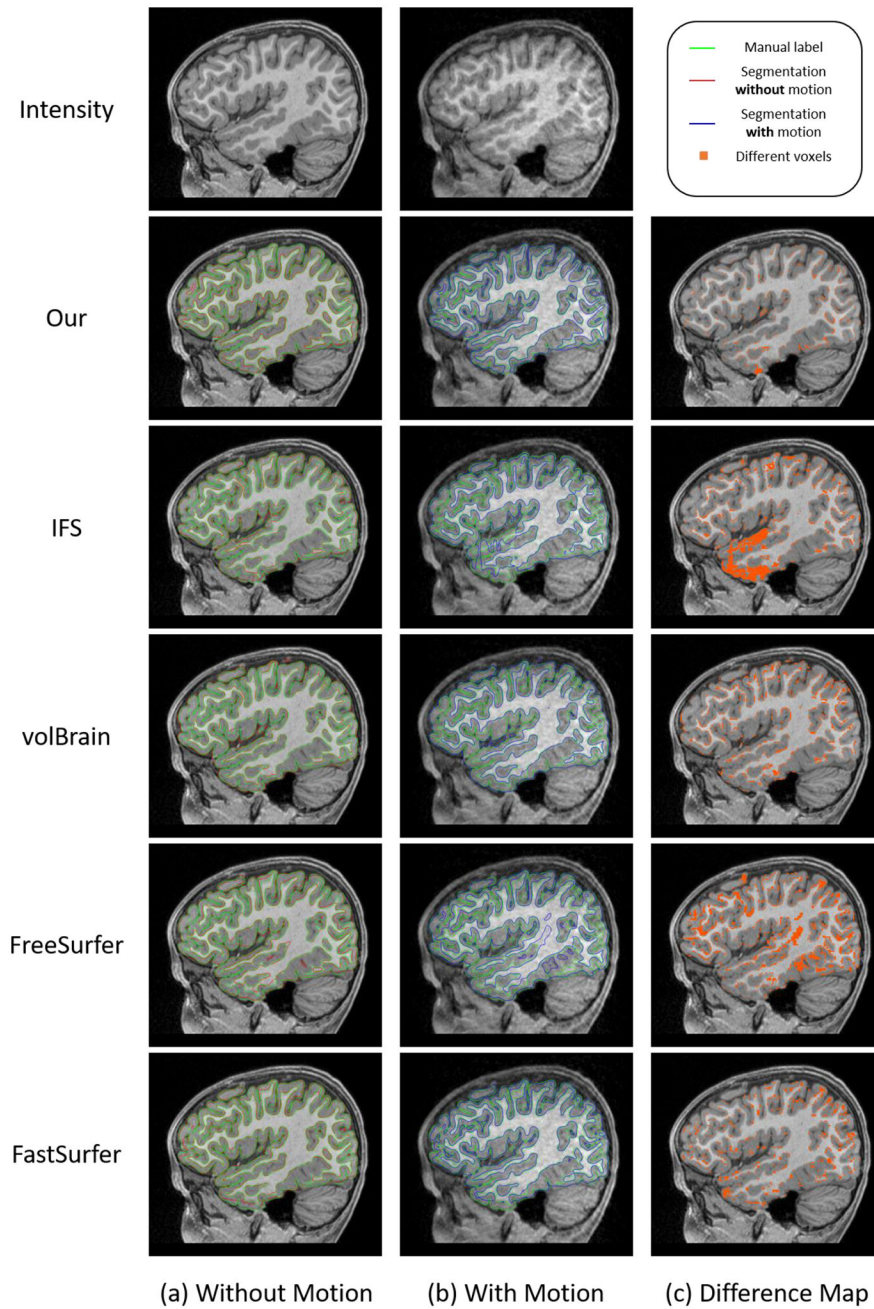 Intensity
Manual label
Segmentation
without motion
Segmentation
with motion
Different voxels
Our
IFS
volBrain
FreeSurfer
FastSurfer
(a) Without Motion
(b) With Motion
(c) Difference Map